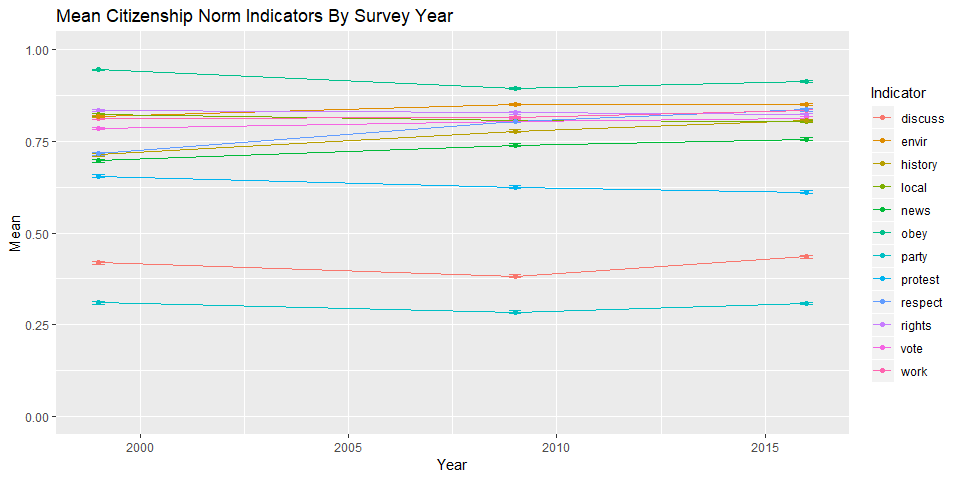 Mean Citizenship Norm Indicators By Survey Year
1.00
0.75
0.50
0.25
0.00
Mean
2000
2005
2010
2015
Year
Indicator
discuss
envir
history
local
news
obey
party
protest
respect
rights
vote
work